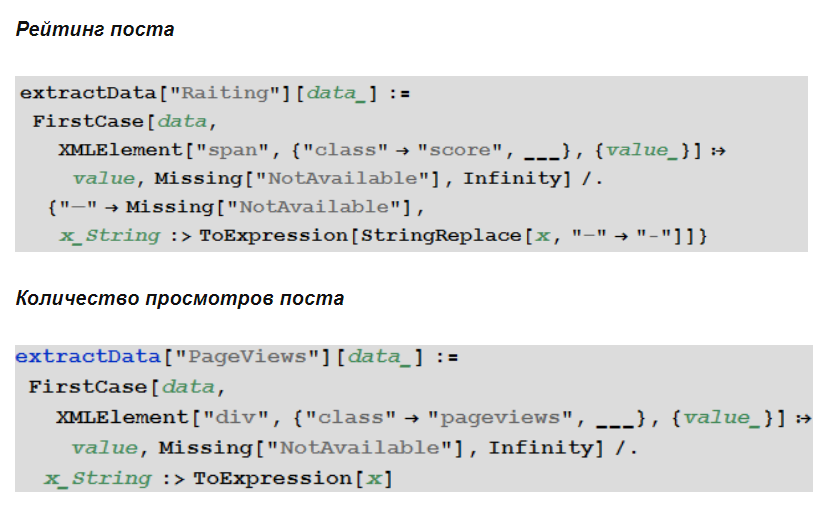 Рейтинг поста
extractData["Raiting"][data_] :=
FirstCase[data,
XMLElement["span", {"class" → "score", ___}, {value_}] :→
value, Missing["NotAvailable"], Infinity] /.
{"—" → Missing["NotAvailable"],
x_String :> ToExpression[StringReplace[x, "–" → "-"]]}
Количество просмотров поста
extractData["PageViews"][data_] :=
FirstCase[data,
XMLElement["div", {"class" → "pageviews", ___}, {value_}] :→
value, Missing["NotAvailable"], Infinity] /.
x_String :> ToExpression[x]